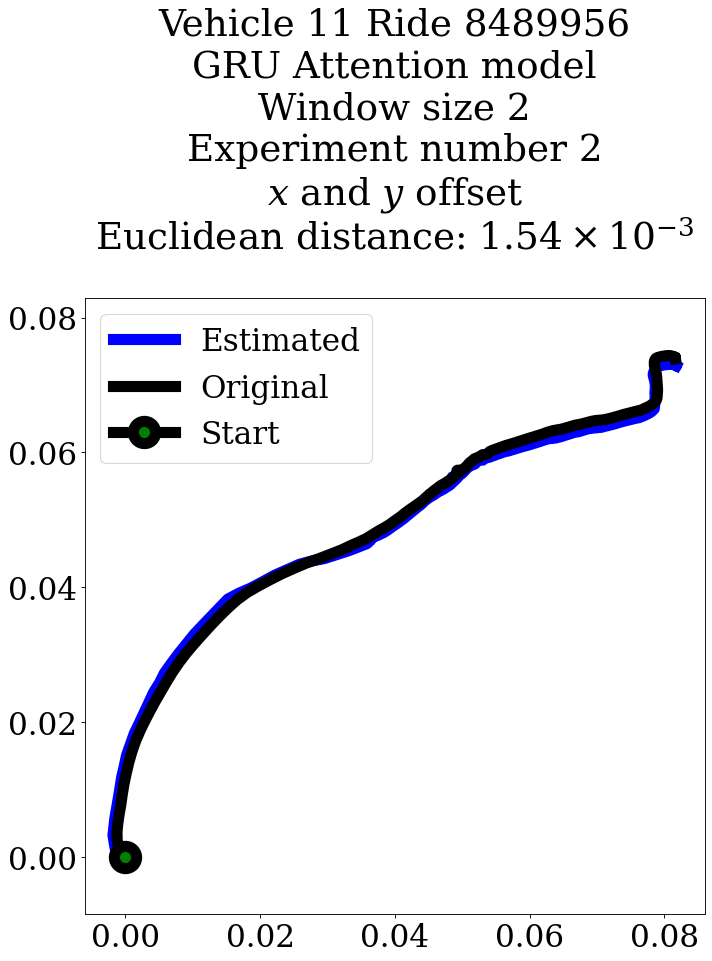 Vehicle 11 Ride 8489956
GRU Attention model
Window size 2
Experiment number 2
x and y offset
Euclidean distance: 1.54 × 10⁻³
Estimated
Original
Start
0.08
0.06
0.04
0.02
0.00
0.00 0.02 0.04 0.06 0.08